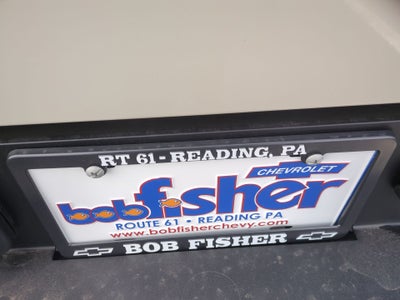 RT 61 - READING, PA
CHEVROLET
bobfisher
ROUTE 61 • READING PA
www.bobfisherchevy.com
BOB FISHER